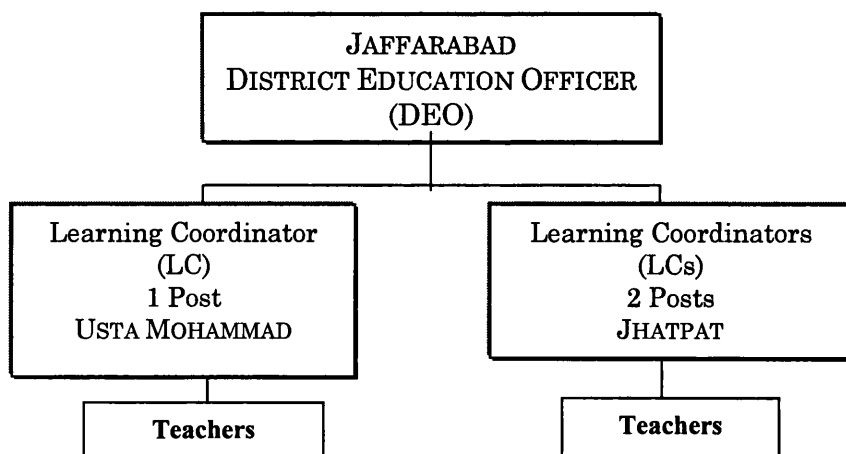 JAFFARABAD
DISTRICT EDUCATION OFFICER
(DEO)
Learning Coordinator
(LC)
1 Post
USTA MOHAMMAD
Learning Coordinators
(LCs)
2 Posts
JHATPAT
Teachers
Teachers